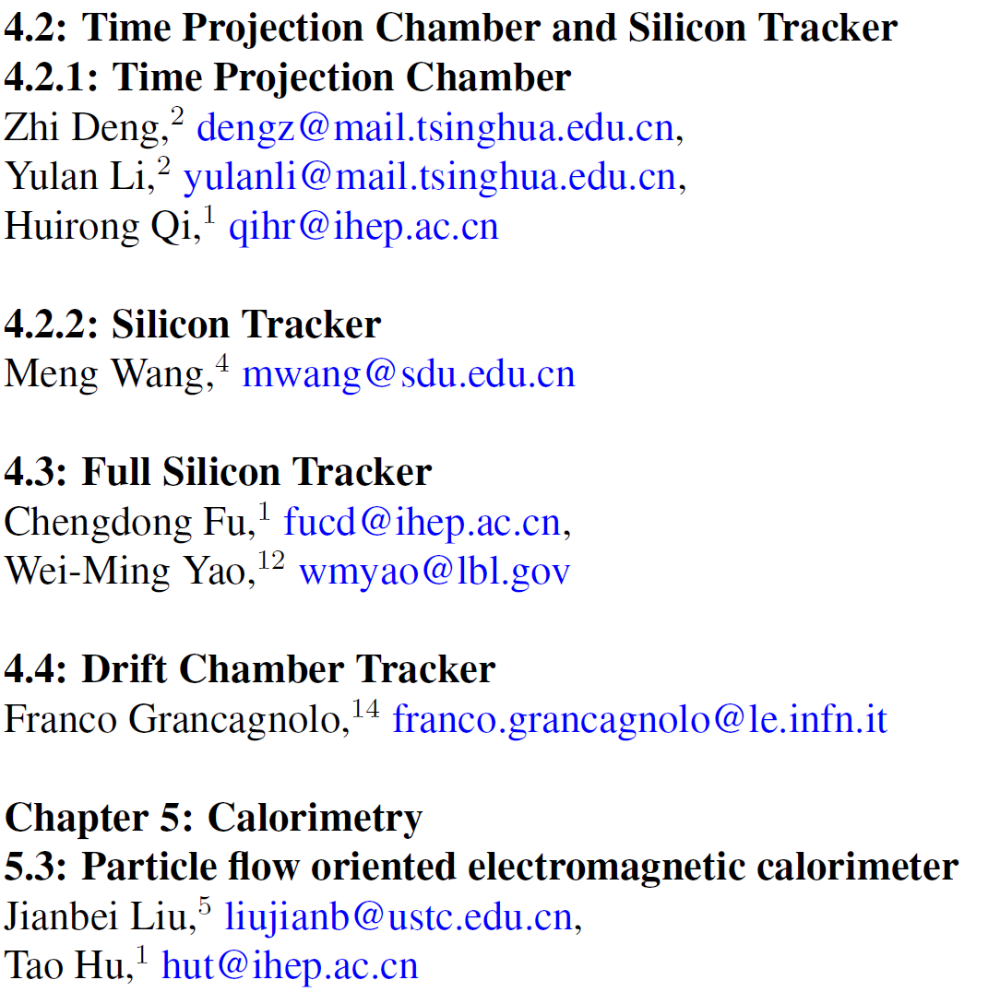 4.2: Time Projection Chamber and Silicon Tracker
4.2.1: Time Projection Chamber
Zhi Deng,² dengz@mail.tsinghua.edu.cn,
Yulan Li,² yulanli@mail.tsinghua.edu.cn,
Huirong Qi,¹ qihr@ihep.ac.cn
4.2.2: Silicon Tracker
Meng Wang,⁴ mwang@sdu.edu.cn
4.3: Full Silicon Tracker
Chengdong Fu,¹ fucd@ihep.ac.cn,
Wei-Ming Yao,¹² wmyao@lbl.gov
4.4: Drift Chamber Tracker
Franco Grancagnolo,¹⁴ franco.grancagnolo@le.infn.it
Chapter 5: Calorimetry
5.3: Particle flow oriented electromagnetic calorimeter
Jianbei Liu,⁵ liujianb@ustc.edu.cn,
Tao Hu,¹ hut@ihep.ac.cn